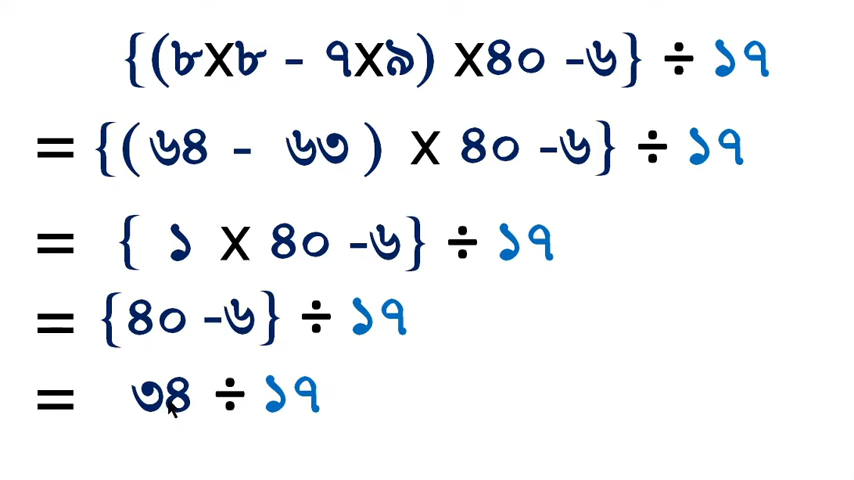 {(৮x৮ - ৭x৯) x৪০ -৬} ÷ ১৭
= {(৬৪ - ৬৩ ) x ৪০ -৬} ÷ ১৭
= { ১ x ৪০ -৬} ÷ ১৭
= {৪০ -৬} ÷ ১৭
= ৩৪ ÷ ১৭